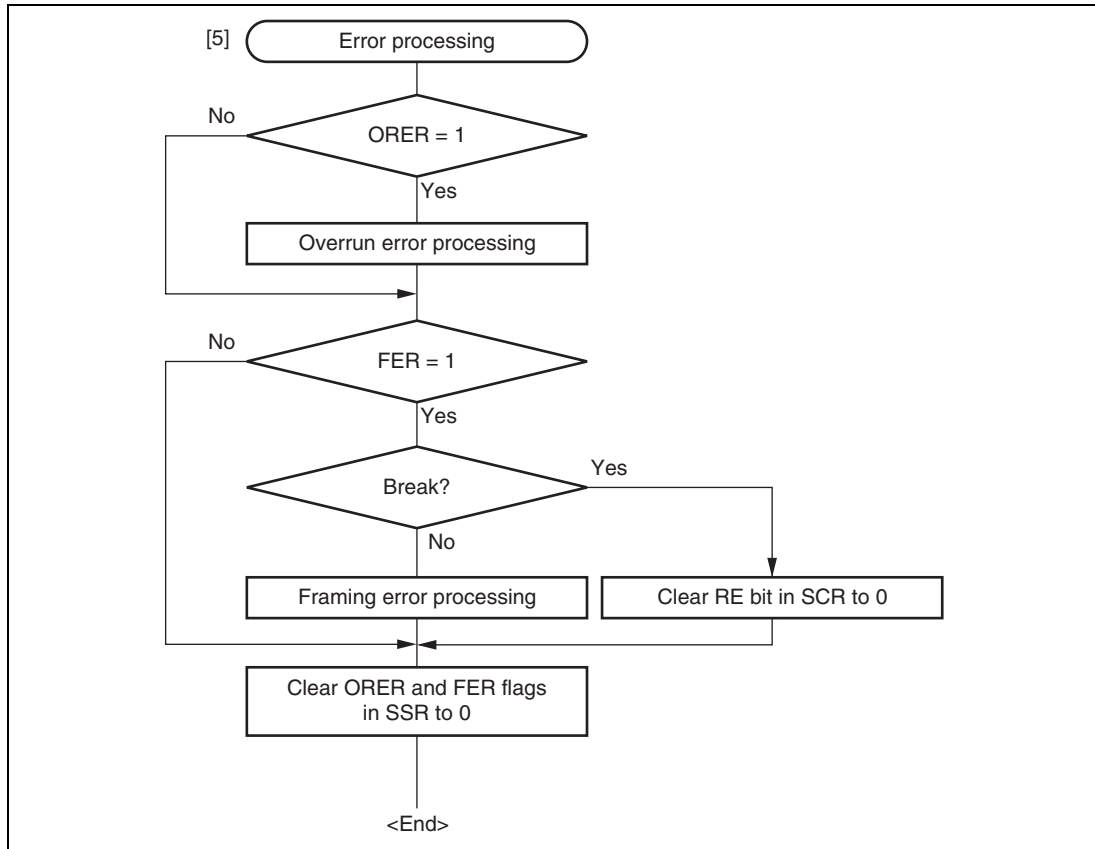 [5] Error processing
No
ORER = 1
Yes
Overrun error processing
No
FER = 1
Yes
Yes
Break?
No
Framing error processing
Clear RE bit in SCR to 0
Clear ORER and FER flags
in SSR to 0
<End>